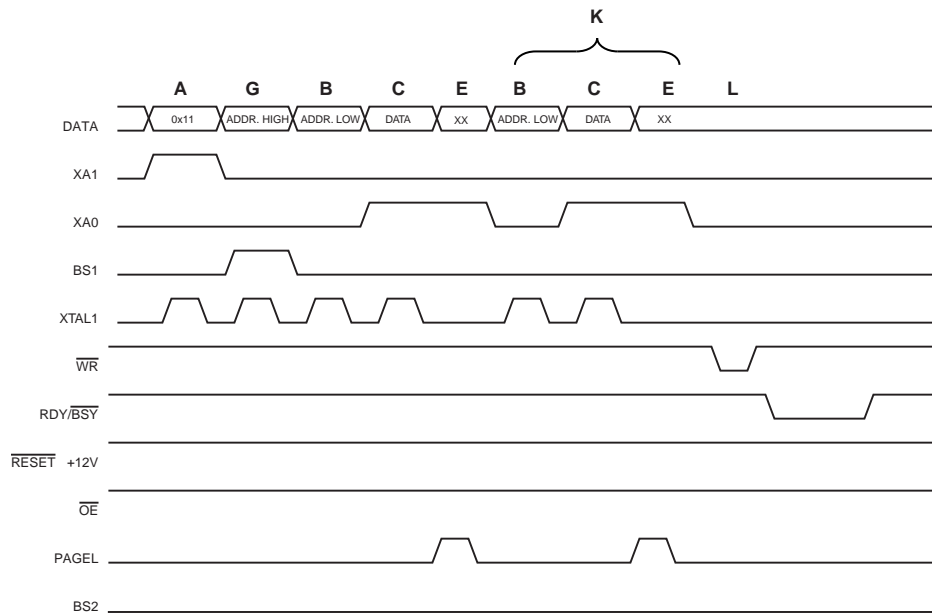 K
A G B C E B C E L
DATA 0x11 ADDR. HIGH ADDR. LOW DATA XX ADDR. LOW DATA XX
XA1
XA0
BS1
XTAL1
WR
RDY/BSY
RESET +12V
OE
PAGEL
BS2